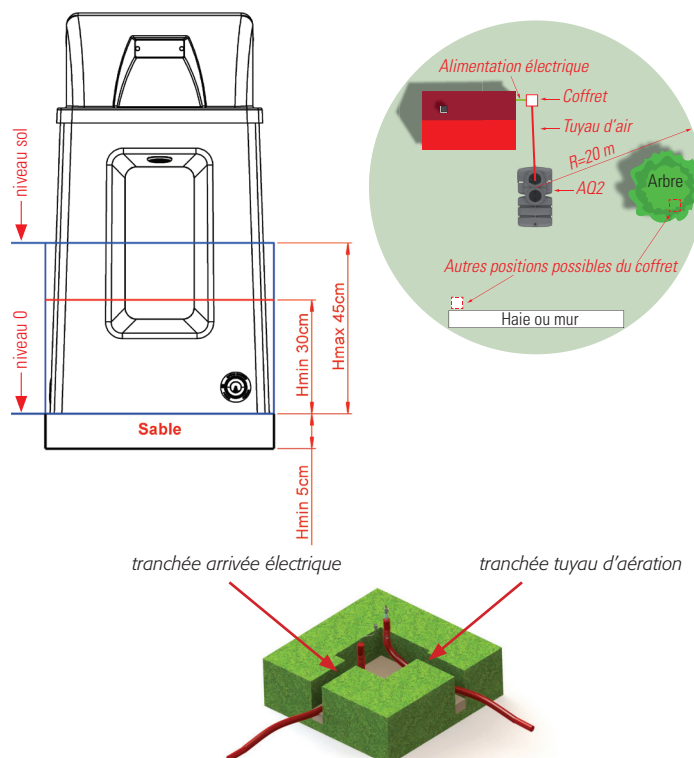 niveau sol
niveau 0
Hmin 30cm
Hmax 45cm
Sable
Hmin 5cm
Alimentation électrique
Coffret
Tuyau d'air
R=20 m
AQ2
Arbre
Autres positions possibles du coffret
Haie ou mur
tranchée arrivée électrique
tranchée tuyau d'aération